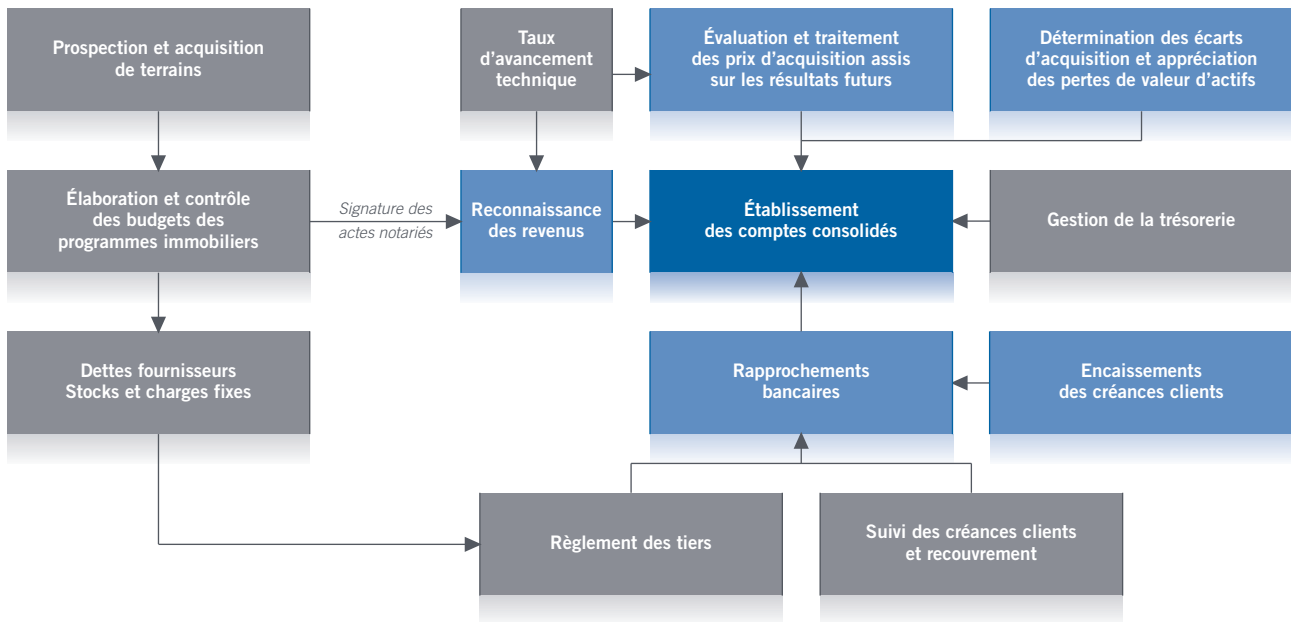 Prospection et acquisition
de terrains
Taux
d’avancement
technique
Évaluation et traitement
des prix d’acquisition assis
sur les résultats futurs
Détermination des écarts
d’acquisition et appréciation
des pertes de valeur d’actifs
Élaboration et contrôle
des budgets des
programmes immobiliers
Signature des
actes notariés
Reconnaissance
des revenus
Établissement
des comptes consolidés
Gestion de la trésorerie
Dettes fournisseurs
Stocks et charges fixes
Rapprochements
bancaires
Encaissements
des créances clients
Règlement des tiers
Suivi des créances clients
et recouvrement